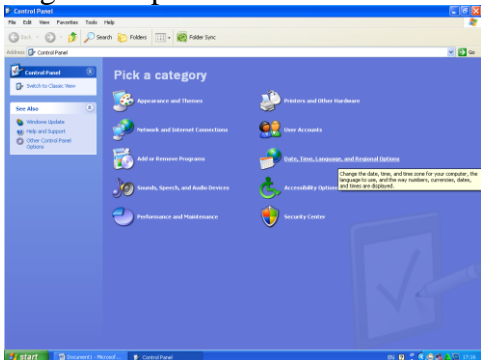 Control Panel
File Edit View Favorites Tools Help
Back Search Folders Folder Sync
Address Control Panel Go
Control Panel
Switch to Classic View
See Also
Windows Update
Help and Support
Other Control Panel
Options
Pick a category
Appearance and Themes
Printers and Other Hardware
Network and Internet Connections
User Accounts
Add or Remove Programs
Date, Time, Language, and Regional Options
Change the date, time, and time zone for your computer, the
language to use, and the way numbers, currencies, dates,
and times are displayed.
Sounds, Speech, and Audio Devices
Accessibility Options
Performance and Maintenance
Security Center
start Document1 - Microsof... Control Panel 17:36